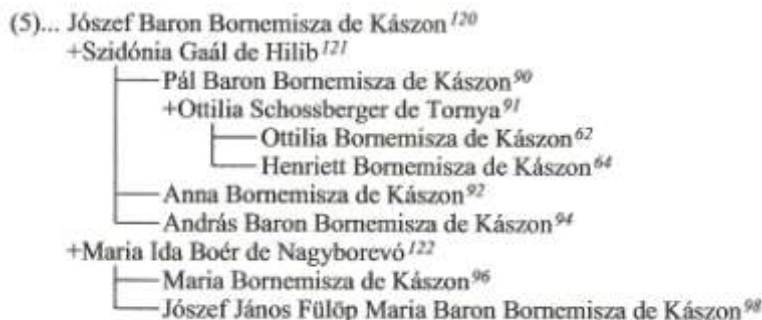 (5)... Jószef Baron Bornemisza de Kászon 120
+Szidónia Gaál de Hilib 121
Pál Baron Bornemisza de Kászon 90
+Ottilia Schossberger de Tornya 91
Ottilia Bornemisza de Kászon 62
Henriett Bornemisza de Kászon 64
Anna Bornemisza de Kászon 92
András Baron Bornemisza de Kászon 94
+Maria Ida Boér de Nagyborevó 122
Maria Bornemisza de Kászon 96
Jószef János Fülöp Maria Baron Bornemisza de Kászon 98